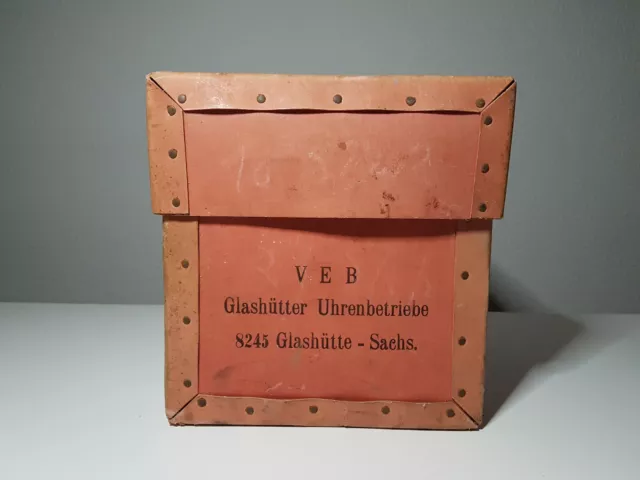 V E B
Glashütter Uhrenbetriebe
8245 Glashütte - Sachs.